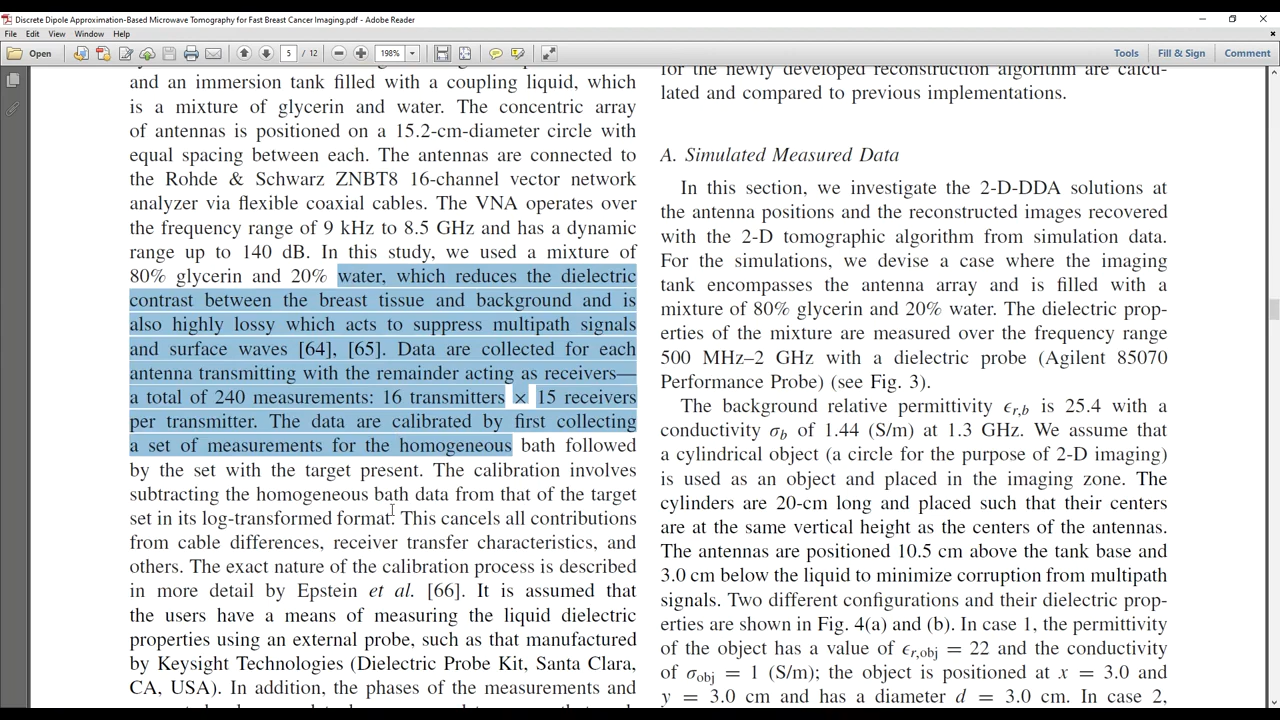 Discrete Dipole Approximation-Based Microwave Tomography for Fast Breast Cancer Imaging.pdf - Adobe Reader
File Edit View Window Help
Open 5 / 12 198% Tools Fill & Sign Comment
and an immersion tank filled with a coupling liquid, which
is a mixture of glycerin and water. The concentric array
of antennas is positioned on a 15.2-cm-diameter circle with
equal spacing between each. The antennas are connected to
the Rohde & Schwarz ZNBT8 16-channel vector network
analyzer via flexible coaxial cables. The VNA operates over
the frequency range of 9 kHz to 8.5 GHz and has a dynamic
range up to 140 dB. In this study, we used a mixture of
80% glycerin and 20% water, which reduces the dielectric
contrast between the breast tissue and background and is
also highly lossy which acts to suppress multipath signals
and surface waves [64], [65]. Data are collected for each
antenna transmitting with the remainder acting as receivers—
a total of 240 measurements: 16 transmitters × 15 receivers
per transmitter. The data are calibrated by first collecting
a set of measurements for the homogeneous bath followed
by the set with the target present. The calibration involves
subtracting the homogeneous bath data from that of the target
set in its log-transformed format. This cancels all contributions
from cable differences, receiver transfer characteristics, and
others. The exact nature of the calibration process is described
in more detail by Epstein et al. [66]. It is assumed that
the users have a means of measuring the liquid dielectric
properties using an external probe, such as that manufactured
by Keysight Technologies (Dielectric Probe Kit, Santa Clara,
CA, USA). In addition, the phases of the measurements and
for the newly developed reconstruction algorithm are calcu-
lated and compared to previous implementations.
A. Simulated Measured Data
In this section, we investigate the 2-D-DDA solutions at
the antenna positions and the reconstructed images recovered
with the 2-D tomographic algorithm from simulation data.
For the simulations, we devise a case where the imaging
tank encompasses the antenna array and is filled with a
mixture of 80% glycerin and 20% water. The dielectric prop-
erties of the mixture are measured over the frequency range
500 MHz–2 GHz with a dielectric probe (Agilent 85070
Performance Probe) (see Fig. 3).
The background relative permittivity ϵr,b is 25.4 with a
conductivity σb of 1.44 (S/m) at 1.3 GHz. We assume that
a cylindrical object (a circle for the purpose of 2-D imaging)
is used as an object and placed in the imaging zone. The
cylinders are 20-cm long and placed such that their centers
are at the same vertical height as the centers of the antennas.
The antennas are positioned 10.5 cm above the tank base and
3.0 cm below the liquid to minimize corruption from multipath
signals. Two different configurations and their dielectric prop-
erties are shown in Fig. 4(a) and (b). In case 1, the permittivity
of the object has a value of ϵr,obj = 22 and the conductivity
of σobj = 1 (S/m); the object is positioned at x = 3.0 and
y = 3.0 cm and has a diameter d = 3.0 cm. In case 2,